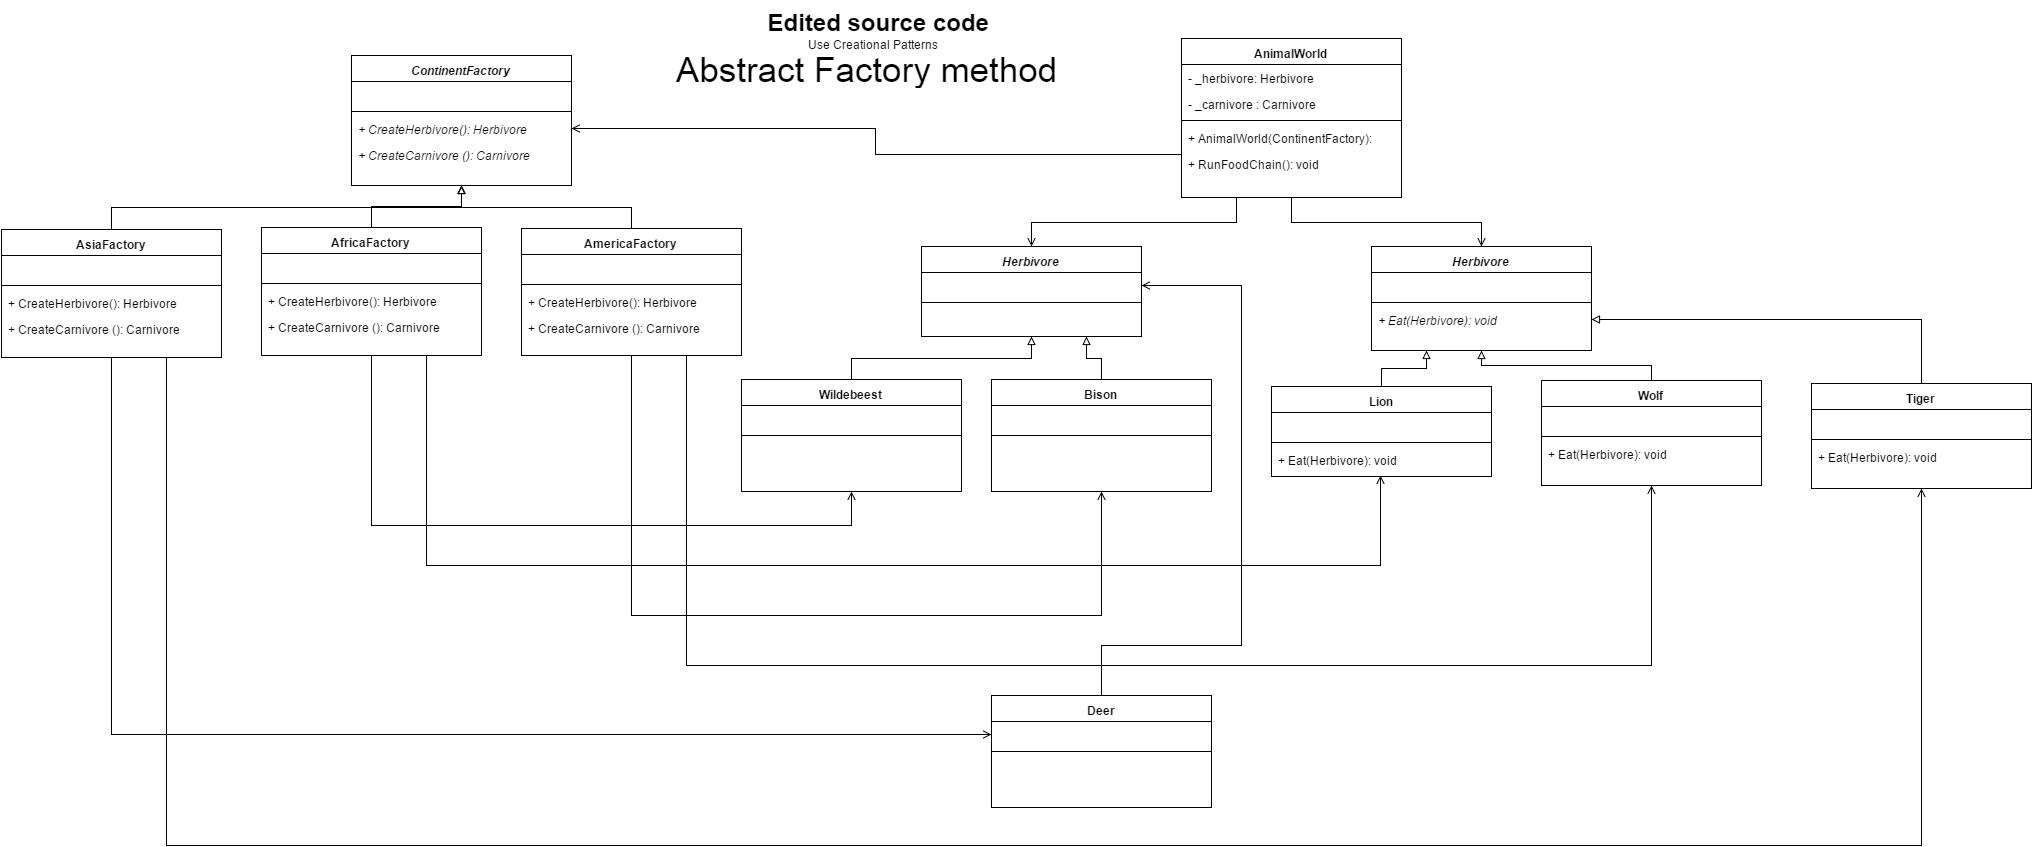 Edited source code
Use Creational Patterns
Abstract Factory method
ContinentFactory
+ CreateHerbivore(): Herbivore
+ CreateCarnivore (): Carnivore
AnimalWorld
- _herbivore: Herbivore
- _carnivore : Carnivore
+ AnimalWorld(ContinentFactory):
+ RunFoodChain(): void
AsiaFactory
+ CreateHerbivore(): Herbivore
+ CreateCarnivore (): Carnivore
AfricaFactory
+ CreateHerbivore(): Herbivore
+ CreateCarnivore (): Carnivore
AmericaFactory
+ CreateHerbivore(): Herbivore
+ CreateCarnivore (): Carnivore
Herbivore
Herbivore
+ Eat(Herbivore): void
Wildebeest
Bison
Lion
+ Eat(Herbivore): void
Wolf
+ Eat(Herbivore): void
Tiger
+ Eat(Herbivore): void
Deer